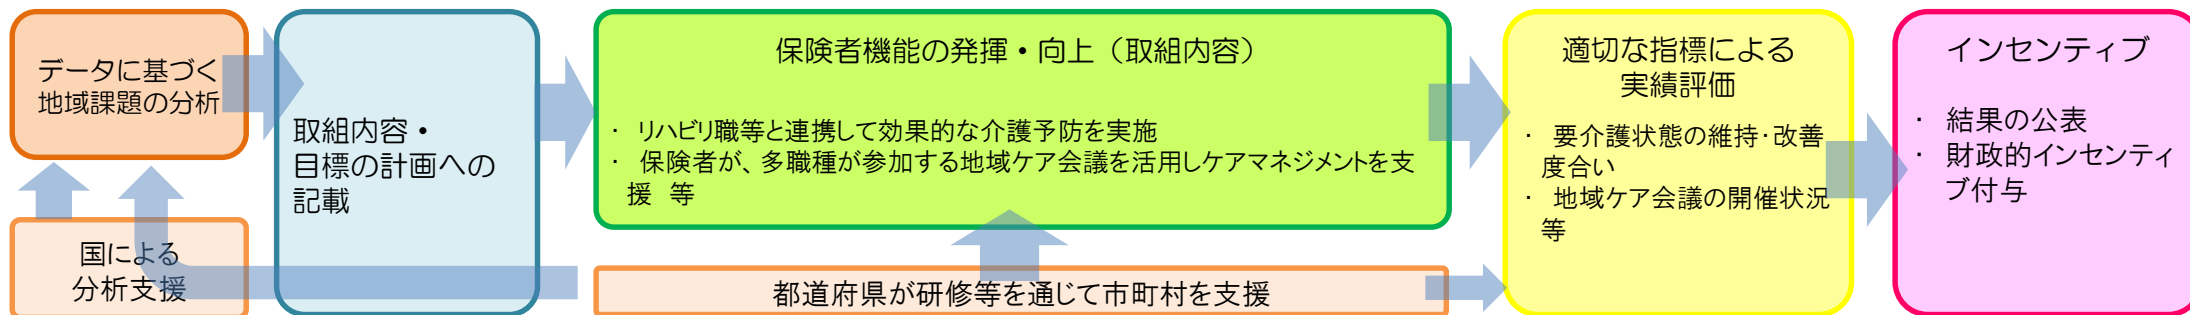 データに基づく
地域課題の分析
国による
分析支援
取組内容・
目標の計画への
記載
保険者機能の発揮・向上（取組内容）
・ リハビリ職等と連携して効果的な介護予防を実施
・ 保険者が、多職種が参加する地域ケア会議を活用しケアマネジメントを支
援 等
都道府県が研修等を通じて市町村を支援
適切な指標による
実績評価
・ 要介護状態の維持・改善
度合い
・ 地域ケア会議の開催状況
等
インセンティブ
・ 結果の公表
・ 財政的インセンティ
ブ付与